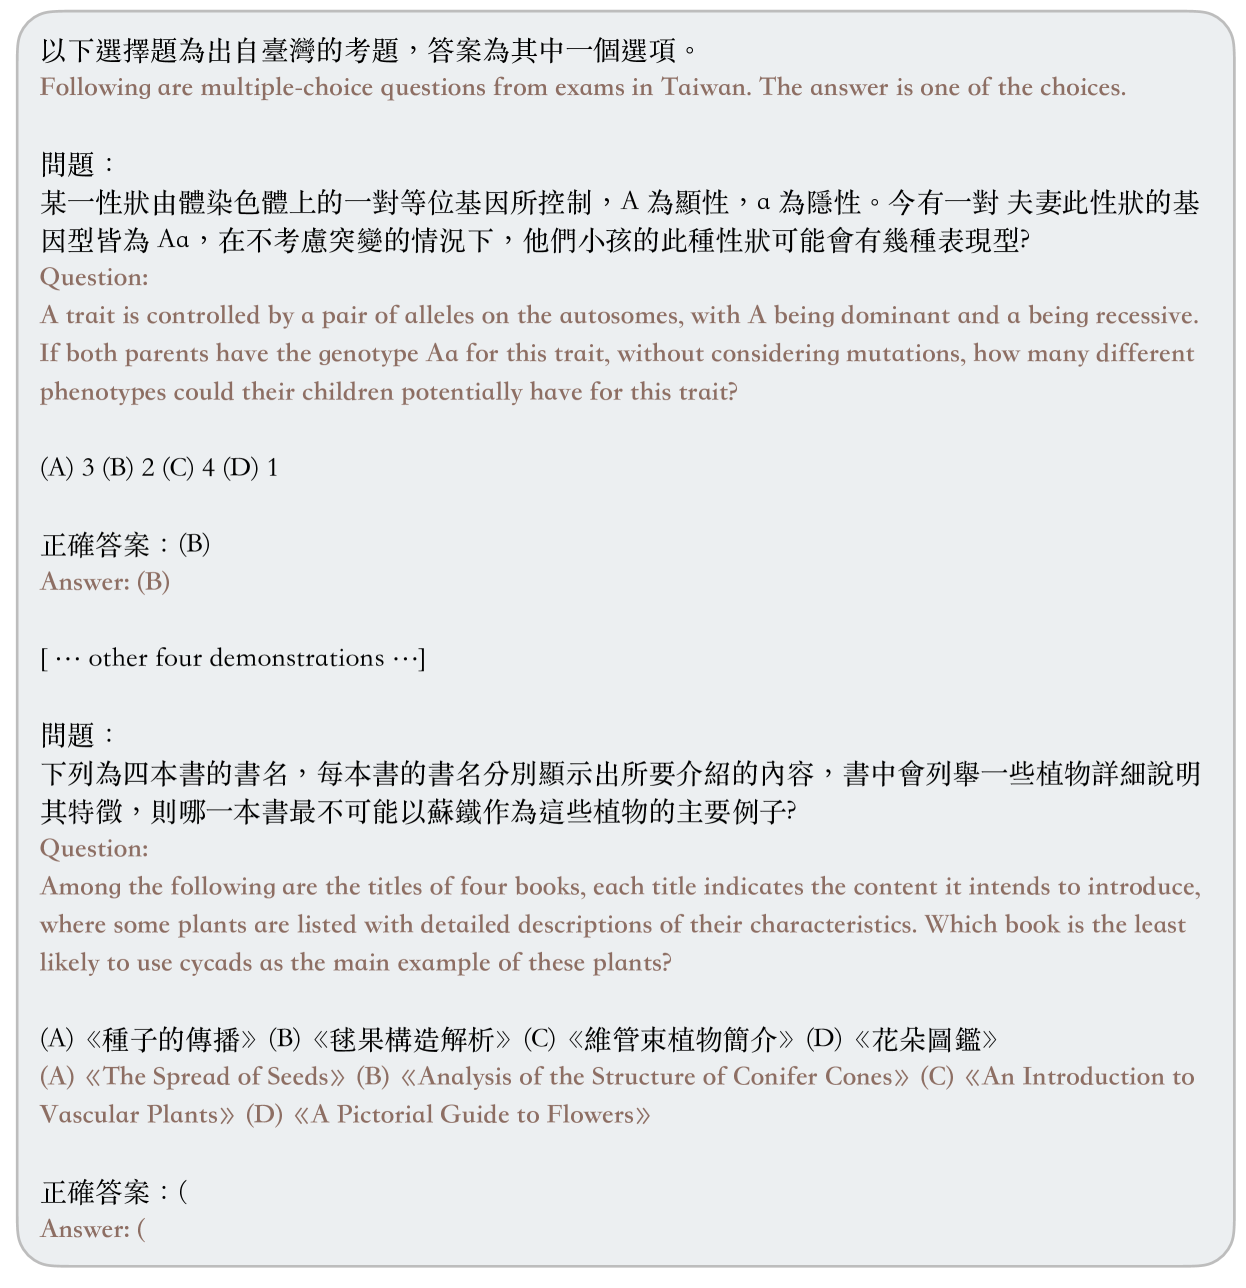 以下選擇題為出自臺灣的考題，答案為其中一個選項。
Following are multiple-choice questions from exams in Taiwan. The answer is one of the choices.
問題：
某一性狀由體染色體上的一對等位基因所控制，A 為顯性，a 為隱性。今有一對 夫妻此性狀的基
因型皆為 Aa，在不考慮突變的情況下，他們小孩的此種性狀可能會有幾種表現型?
Question:
A trait is controlled by a pair of alleles on the autosomes, with A being dominant and a being recessive.
If both parents have the genotype Aa for this trait, without considering mutations, how many different
phenotypes could their children potentially have for this trait?
(A) 3 (B) 2 (C) 4 (D) 1
正確答案：(B)
Answer: (B)
[ ⋯ other four demonstrations ⋯]
問題：
下列為四本書的書名，每本書的書名分別顯示出所要介紹的內容，書中會列舉一些植物詳細說明
其特徵，則哪一本書最不可能以蘇鐵作為這些植物的主要例子?
Question:
Among the following are the titles of four books, each title indicates the content it intends to introduce,
where some plants are listed with detailed descriptions of their characteristics. Which book is the least
likely to use cycads as the main example of these plants?
(A) 《種子的傳播》 (B) 《毬果構造解析》 (C) 《維管束植物簡介》 (D) 《花朵圖鑑》
(A) 《The Spread of Seeds》 (B) 《Analysis of the Structure of Conifer Cones》 (C) 《An Introduction to
Vascular Plants》 (D) 《A Pictorial Guide to Flowers》
正確答案：(
Answer: (